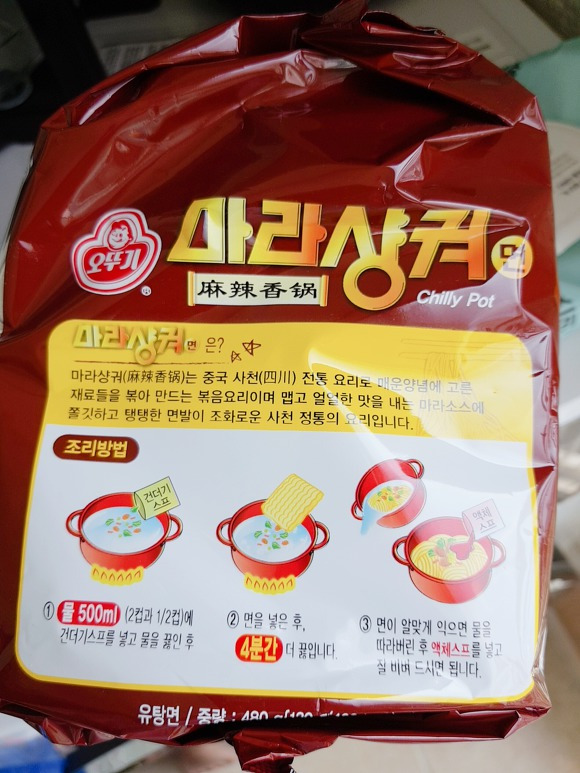 오뚜기
®
마라샹궈면
麻辣香锅
Chilly Pot
마라샹궈면은?
마라샹궈(麻辣香锅)는 중국 사천(四川) 전통 요리로 매운양념에 고른
재료들을 볶아 만드는 볶음요리이며 맵고 얼얼한 맛을 내는 마라소스에
쫄깃하고 탱탱한 면발이 조화로운 사천 정통의 요리입니다.
조리방법
건더기
스프
액체
스프
① 물 500ml (2컵과 1/2컵)에
건더기스프를 넣고 물을 끓인 후
② 면을 넣은 후,
4분간 더 끓입니다.
③ 면이 알맞게 익으면 물을
따라버린 후 액체스프를 넣고
잘 비벼 드시면 됩니다.
유탕면 / 중량 : 480 g